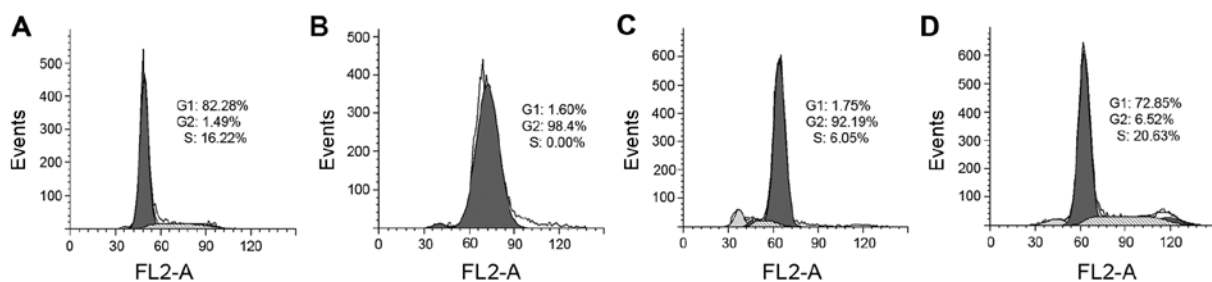 A
Events
500
400
300
200
100
0 30 60 90 120
FL2-A
G1: 82.28%
G2: 1.49%
S: 16.22%
B
Events
500
400
300
200
100
0 30 60 90 120
FL2-A
G1: 1.60%
G2: 98.4%
S: 0.00%
C
Events
600
500
400
300
200
100
0 30 60 90 120
FL2-A
G1: 1.75%
G2: 92.19%
S: 6.05%
D
Events
600
500
400
300
200
100
0 30 60 90 120
FL2-A
G1: 72.85%
G2: 6.52%
S: 20.63%